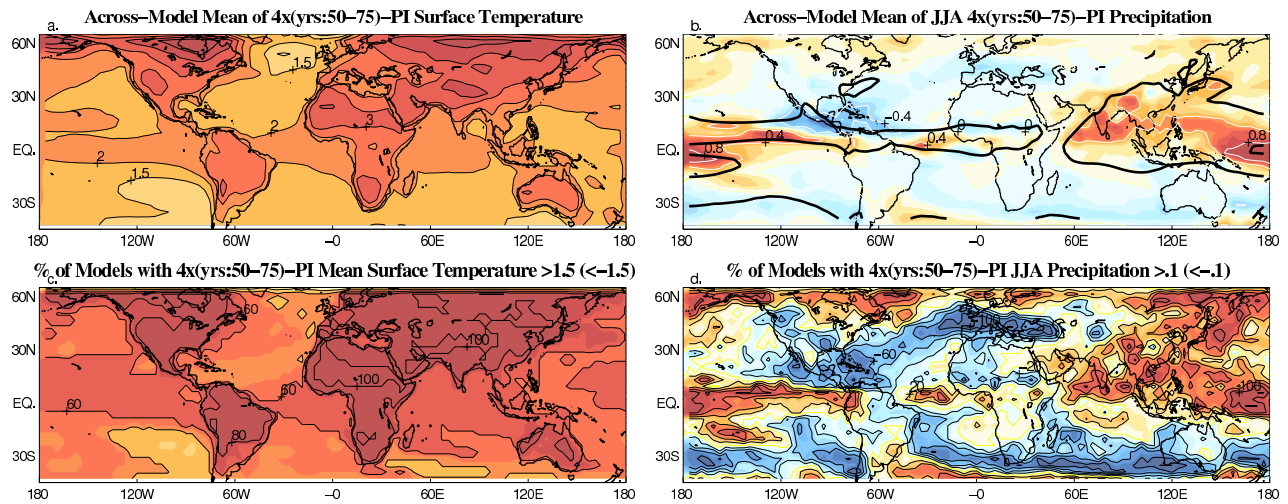 Across-Model Mean of 4x(yrs:50-75)-PI Surface Temperature
a.
60N
30N
EQ.
30S
1.5
2
3
2
1.5
180 120W 60W -0 60E 120E 180
Across-Model Mean of JJA 4x(yrs:50-75)-PI Precipitation
b.
60N
30N
EQ.
30S
-0.4
0.4
0
0
0.4
0.8
0.8
180 120W 60W -0 60E 120E 180
% of Models with 4x(yrs:50-75)-PI Mean Surface Temperature >1.5 (<-1.5)
c.
60N
30N
EQ.
30S
60
100
100
60
60
80
180 120W 60W -0 60E 120E 180
% of Models with 4x(yrs:50-75)-PI JJA Precipitation >.1 (<-.1)
d.
60N
30N
EQ.
30S
-60
100
180 120W 60W -0 60E 120E 180